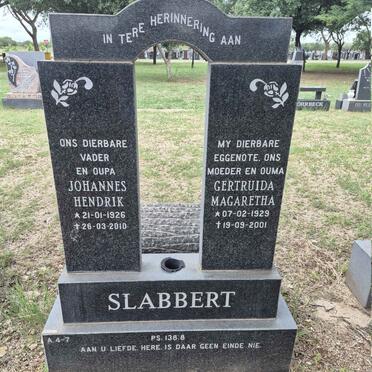 IN TERE HERINNERING AAN
ONS DIERBARE
VADER
EN OUPA
JOHANNES
HENDRIK
* 21-01-1926
† 26-03-2010
MY DIERBARE
EGGENOTE, ONS
MOEDER EN OUMA
GERTRUIDA
MAGARETHA
* 07-02-1929
† 19-09-2001
SLABBERT
A.4-7
PS. 136:8
AAN U LIEFDE, HERE, IS DAAR GEEN EINDE NIE.